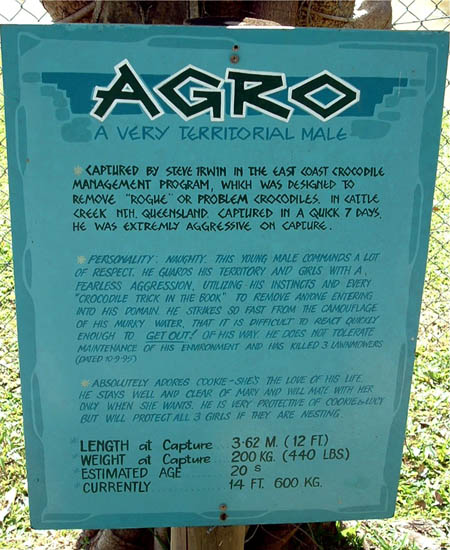 AGRO
A VERY TERRITORIAL MALE
* CAPTURED BY STEVE IRWIN IN THE EAST COAST CROCODILE
MANAGEMENT PROGRAM, WHICH WAS DESIGNED TO
REMOVE "ROGUE" OR PROBLEM CROCODILES. IN CATTLE
CREEK NTH. QUEENSLAND. CAPTURED IN A QUICK 7 DAYS,
HE WAS EXTREMLY AGGRESSIVE ON CAPTURE.
* PERSONALITY: NAUGHTY. THIS YOUNG MALE COMMANDS A LOT
OF RESPECT. HE GUARDS HIS TERRITORY AND GIRLS WITH A
FEARLESS AGGRESSION, UTILIZING HIS INSTINCTS AND EVERY
"CROCODILE TRICK IN THE BOOK" TO REMOVE ANYONE ENTERING
INTO HIS DOMAIN. HE STRIKES SO FAST FROM THE CAMOUFLAGE
OF HIS MURKY WATER, THAT IT IS DIFFICULT TO REACT QUICKLY
ENOUGH TO GET OUT! OF HIS WAY. HE DOES NOT TOLERATE
MAINTENANCE OF HIS ENVIRONMENT AND HAS KILLED 3 LAWNMOWERS
(DATED 10-9-95)
* ABSOLUTELY ADORES COOKIE - SHE'S THE LOVE OF HIS LIFE.
HE STAYS WELL AND CLEAR OF MARY AND WILL MATE WITH HER
ONLY WHEN SHE WANTS. HE IS VERY PROTECTIVE OF COOKIE & LUCY
BUT WILL PROTECT ALL 3 GIRLS IF THEY ARE NESTING.
* LENGTH at Capture ... 3·62 M. (12 FT)
* WEIGHT at Capture ... 200 KG. (440 LBS)
* ESTIMATED AGE ...... 20 s
* CURRENTLY ......... 14 FT. 600 KG.